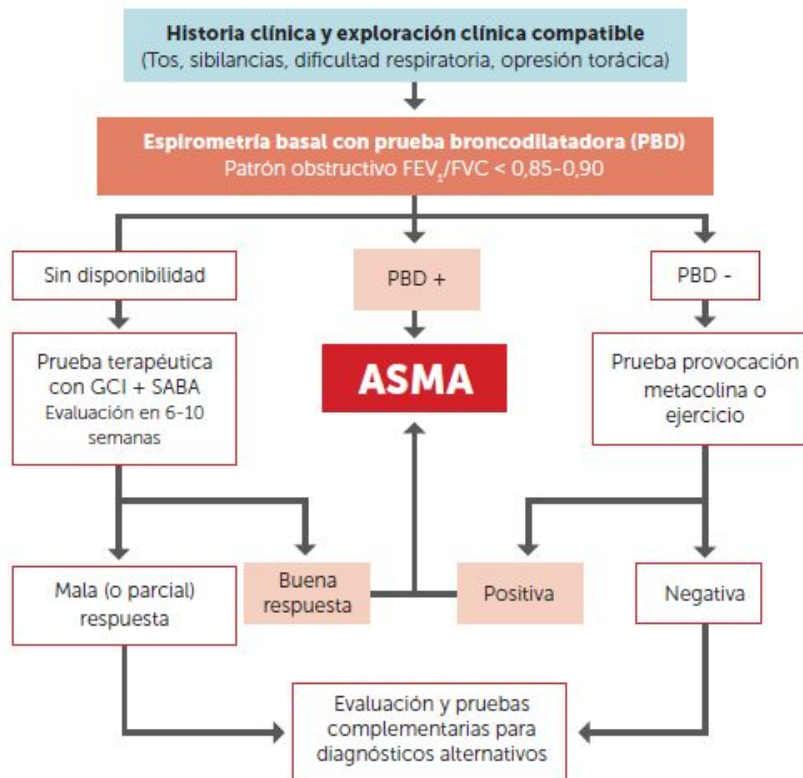 Historia clínica y exploración clínica compatible
(Tos, sibilancias, dificultad respiratoria, opresión torácica)
Espirometría basal con prueba broncodilatadora (PBD)
Patrón obstructivo FEV₁/FVC < 0,85-0,90
Sin disponibilidad
PBD +
PBD -
Prueba terapéutica
con GCI + SABA
Evaluación en 6-10
semanas
ASMA
Prueba provocación
metacolina o
ejercicio
Mala (o parcial)
respuesta
Buena
respuesta
Positiva
Negativa
Evaluación y pruebas
complementarias para
diagnósticos alternativos